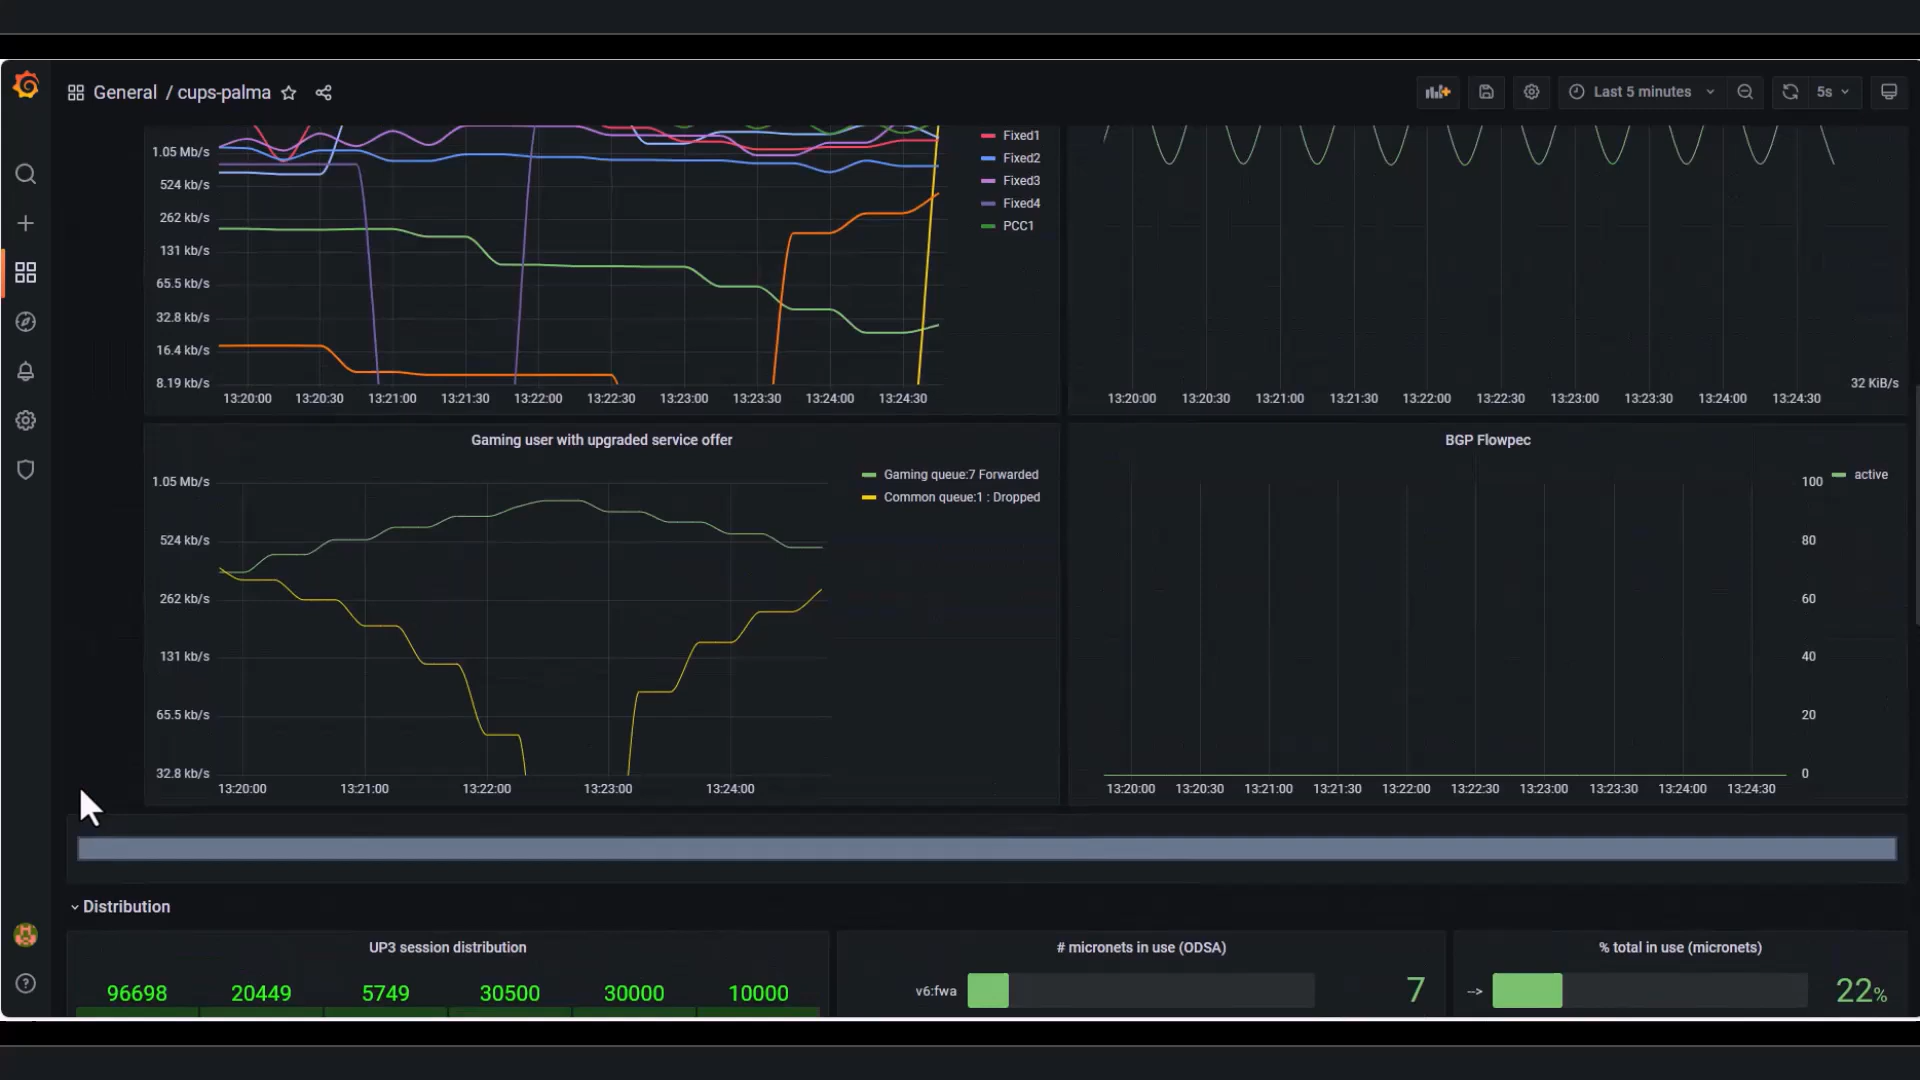 General / cups-palma
Last 5 minutes
5s
1.05 Mb/s
524 kb/s
262 kb/s
131 kb/s
65.5 kb/s
32.8 kb/s
16.4 kb/s
8.19 kb/s
13:20:00 13:20:30 13:21:00 13:21:30 13:22:00 13:22:30 13:23:00 13:23:30 13:24:00 13:24:30
Fixed1
Fixed2
Fixed3
Fixed4
PCC1
32 KiB/s
13:20:00 13:20:30 13:21:00 13:21:30 13:22:00 13:22:30 13:23:00 13:23:30 13:24:00 13:24:30
Gaming user with upgraded service offer
1.05 Mb/s
524 kb/s
262 kb/s
131 kb/s
65.5 kb/s
32.8 kb/s
13:20:00 13:21:00 13:22:00 13:23:00 13:24:00
Gaming queue:7 Forwarded
Common queue:1 : Dropped
BGP Flowpec
100
80
60
40
20
0
active
13:20:00 13:20:30 13:21:00 13:21:30 13:22:00 13:22:30 13:23:00 13:23:30 13:24:00 13:24:30
Distribution
UP3 session distribution
96698 20449 5749 30500 30000 10000
# micronets in use (ODSA)
v6:fwa 7
% total in use (micronets)
--> 22%